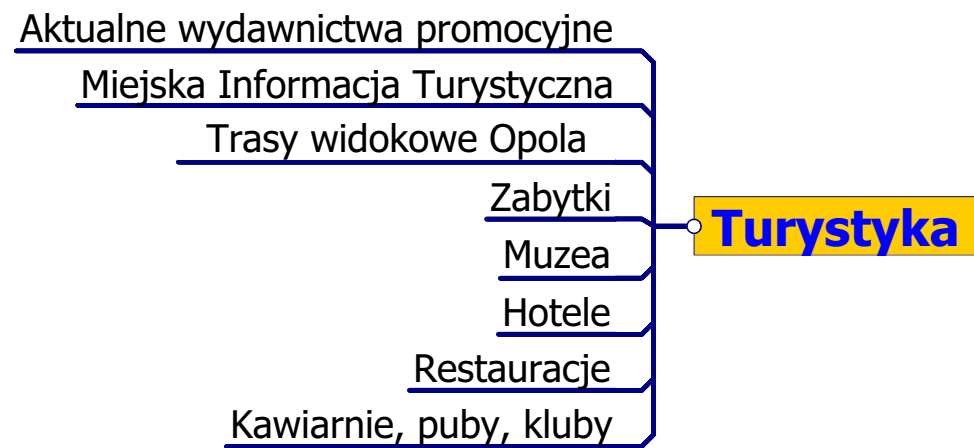 Aktualne wydawnictwa promocyjne
Miejska Informacja Turystyczna
Trasy widokowe Opola
Zabytki
Muzea
Hotele
Restauracje
Kawiarnie, puby, kluby
Turystyka